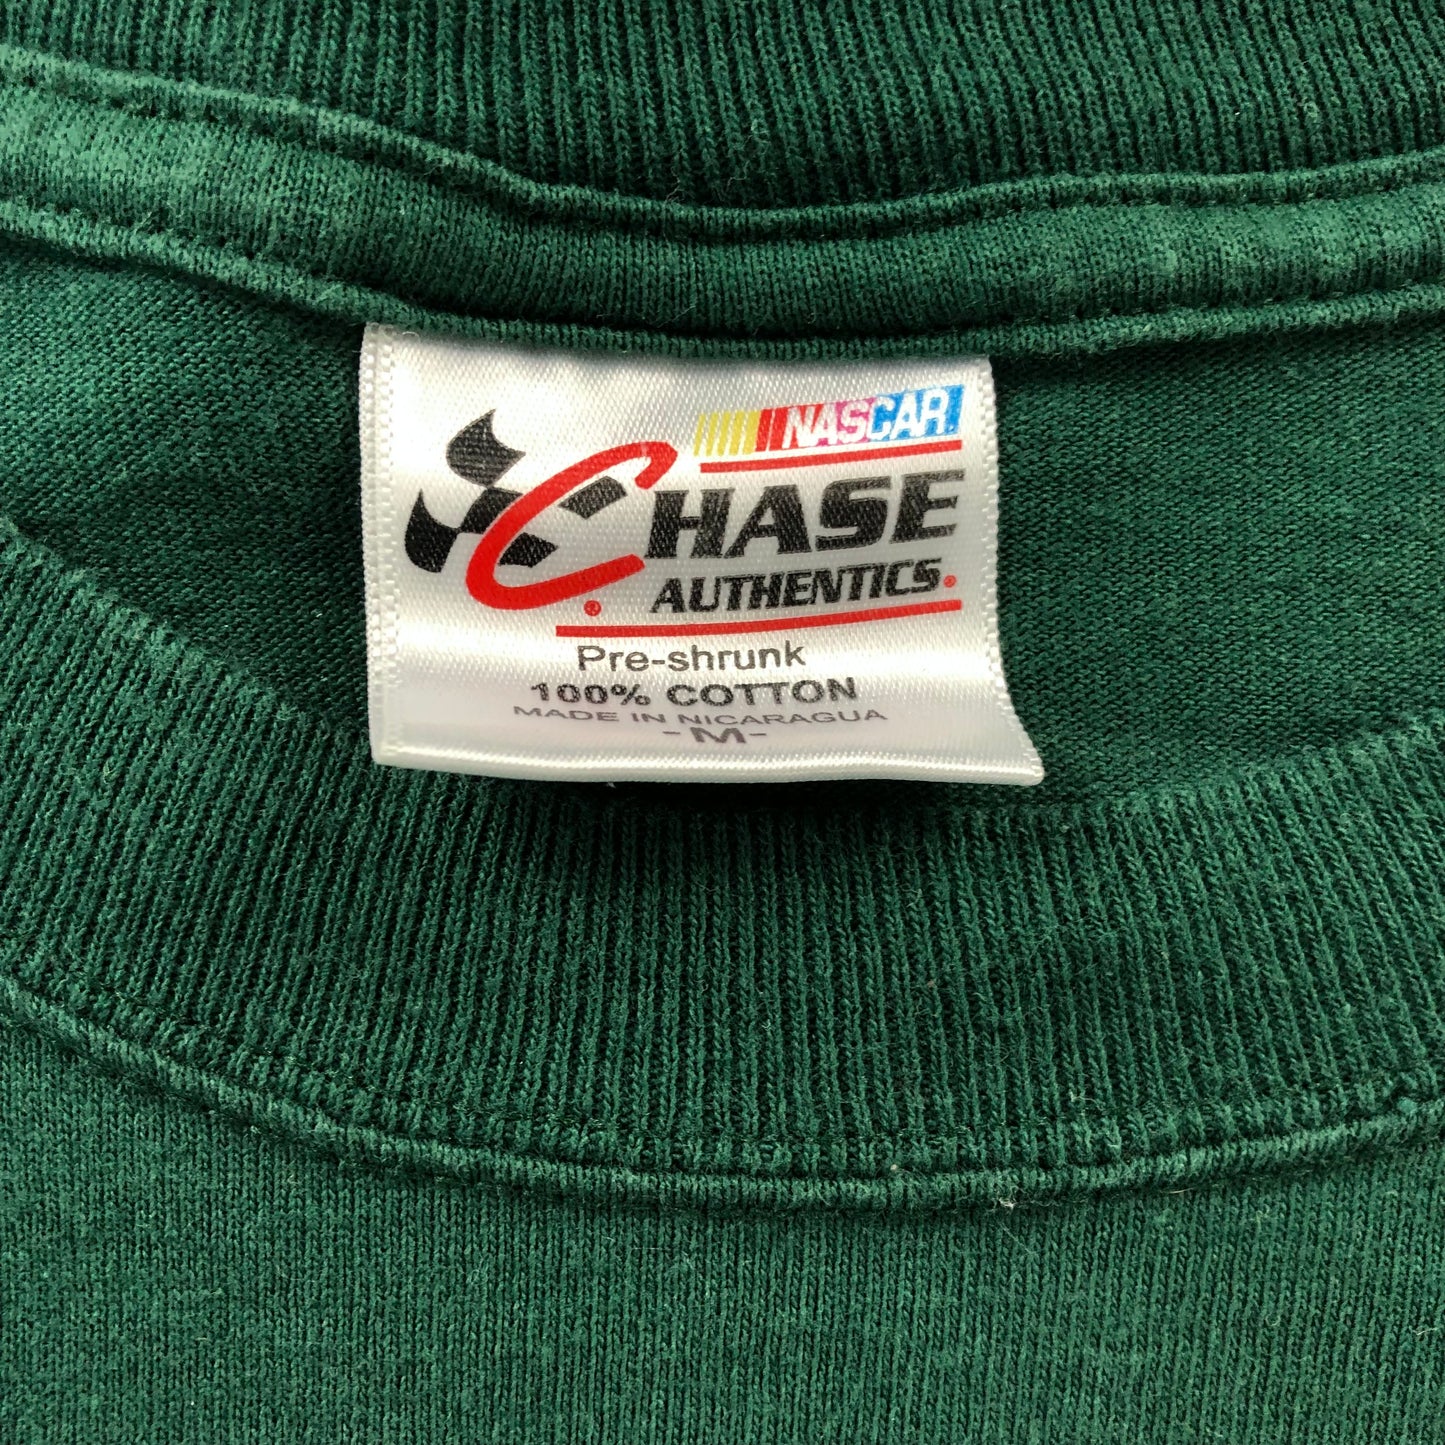 NASCAR.
CHASE
AUTHENTICS.
®
Pre-shrunk
100% COTTON
MADE IN NICARAGUA
-M-